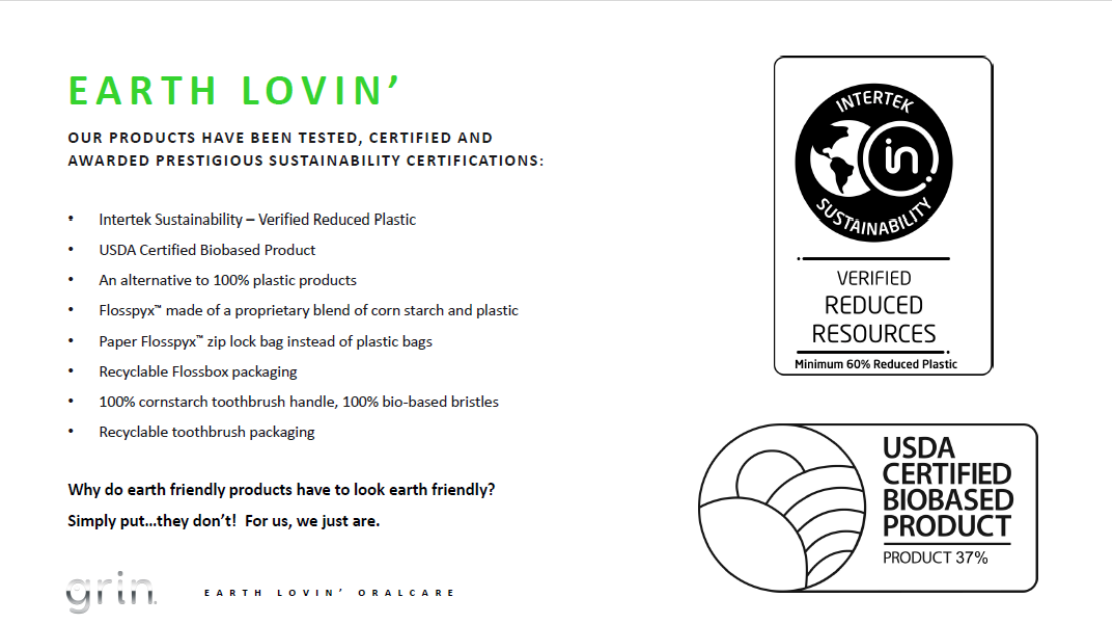 EARTH LOVIN’
OUR PRODUCTS HAVE BEEN TESTED, CERTIFIED AND
AWARDED PRESTIGIOUS SUSTAINABILITY CERTIFICATIONS:
• Intertek Sustainability – Verified Reduced Plastic
• USDA Certified Biobased Product
• An alternative to 100% plastic products
• Flosspyx™ made of a proprietary blend of corn starch and plastic
• Paper Flosspyx™ zip lock bag instead of plastic bags
• Recyclable Flossbox packaging
• 100% cornstarch toothbrush handle, 100% bio-based bristles
• Recyclable toothbrush packaging
Why do earth friendly products have to look earth friendly?
Simply put…they don’t! For us, we just are.
grin.
EARTH LOVIN’ ORALCARE
INTERTEK
in
SUSTAINABILITY
VERIFIED
REDUCED
RESOURCES
Minimum 60% Reduced Plastic
USDA
CERTIFIED
BIOBASED
PRODUCT
PRODUCT 37%